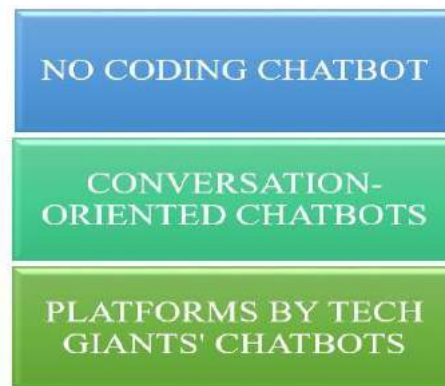 NO CODING CHATBOT
CONVERSATION-
ORIENTED CHATBOTS
PLATFORMS BY TECH
GIANTS' CHATBOTS